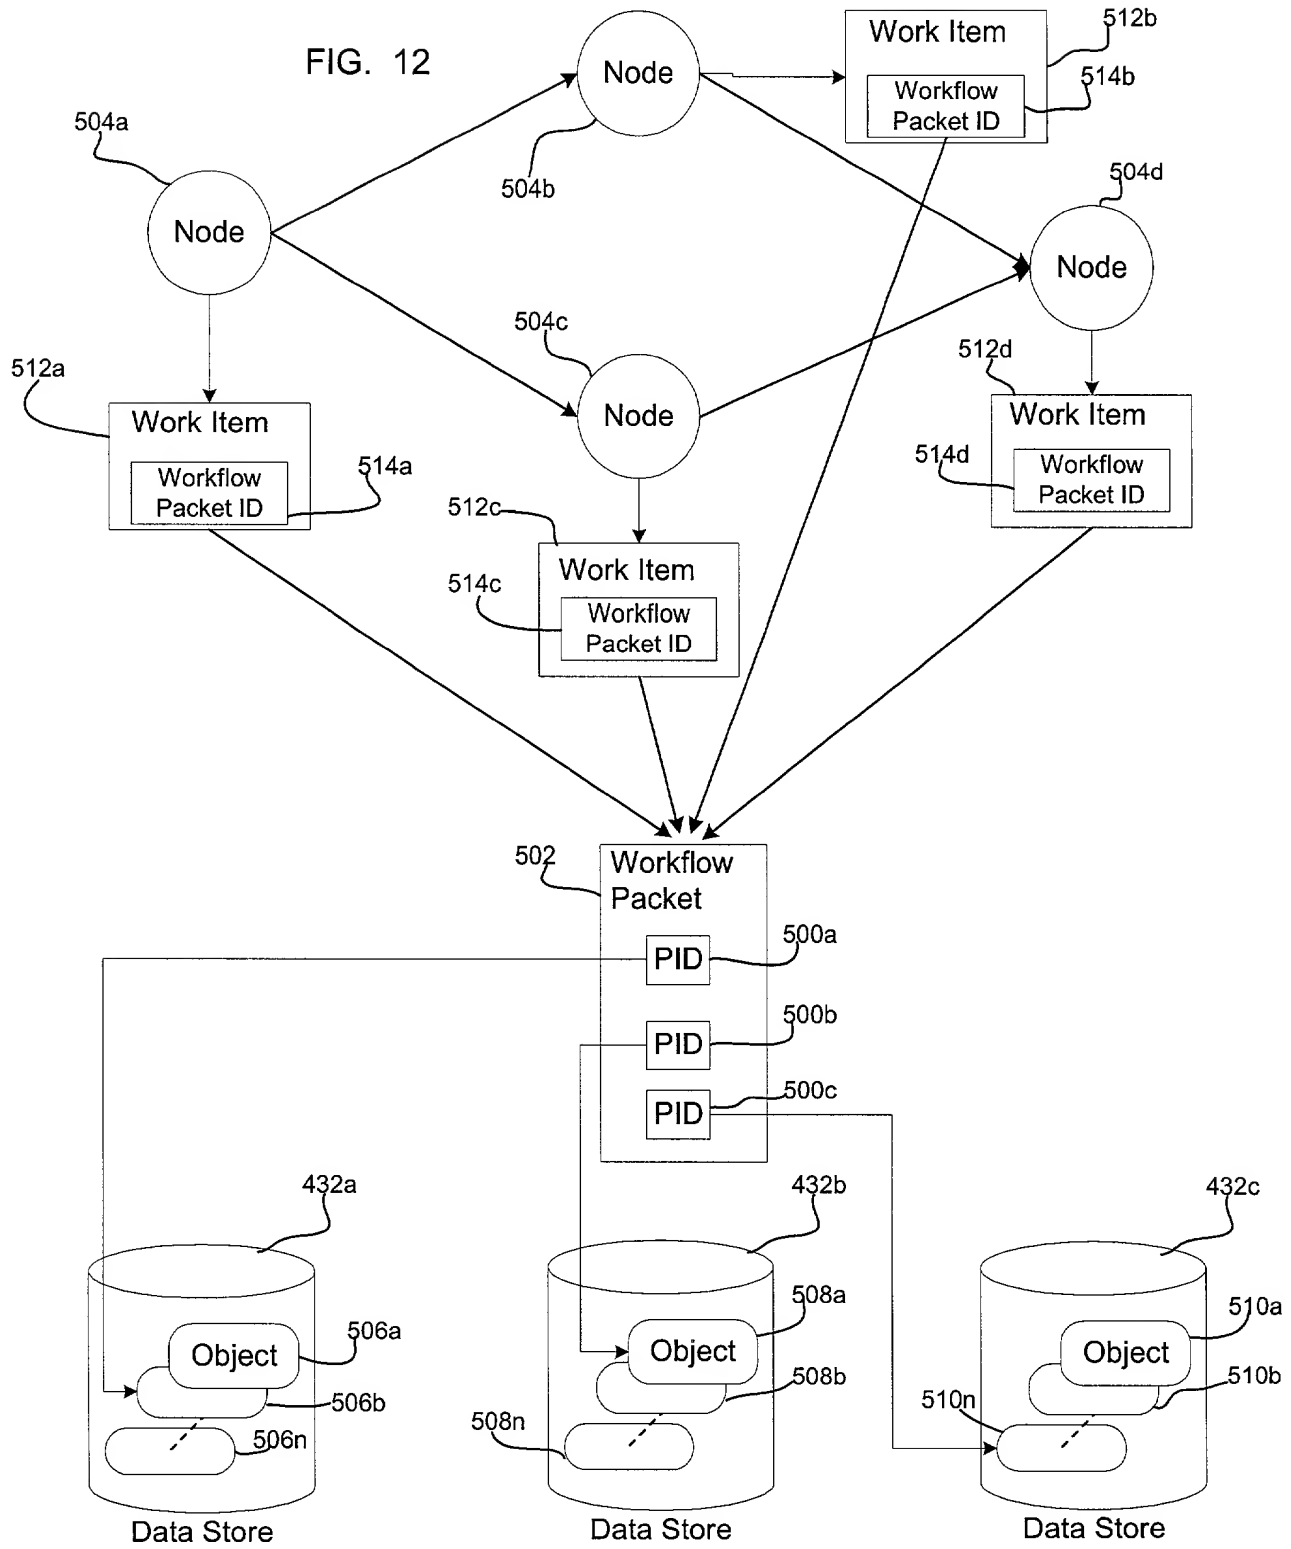 FIG. 12
Node
504b
Work Item
Workflow
Packet ID
512b
514b
504a
Node
504d
Node
512a
Work Item
Workflow
Packet ID
514a
504c
Node
512d
Work Item
514d
Workflow
Packet ID
512c
Work Item
514c
Workflow
Packet ID
502
Workflow
Packet
PID
500a
PID
500b
PID
500c
432a
Object
506a
506b
506n
Data Store
432b
Object
508a
508b
508n
Data Store
432c
Object
510a
510b
510n
Data Store